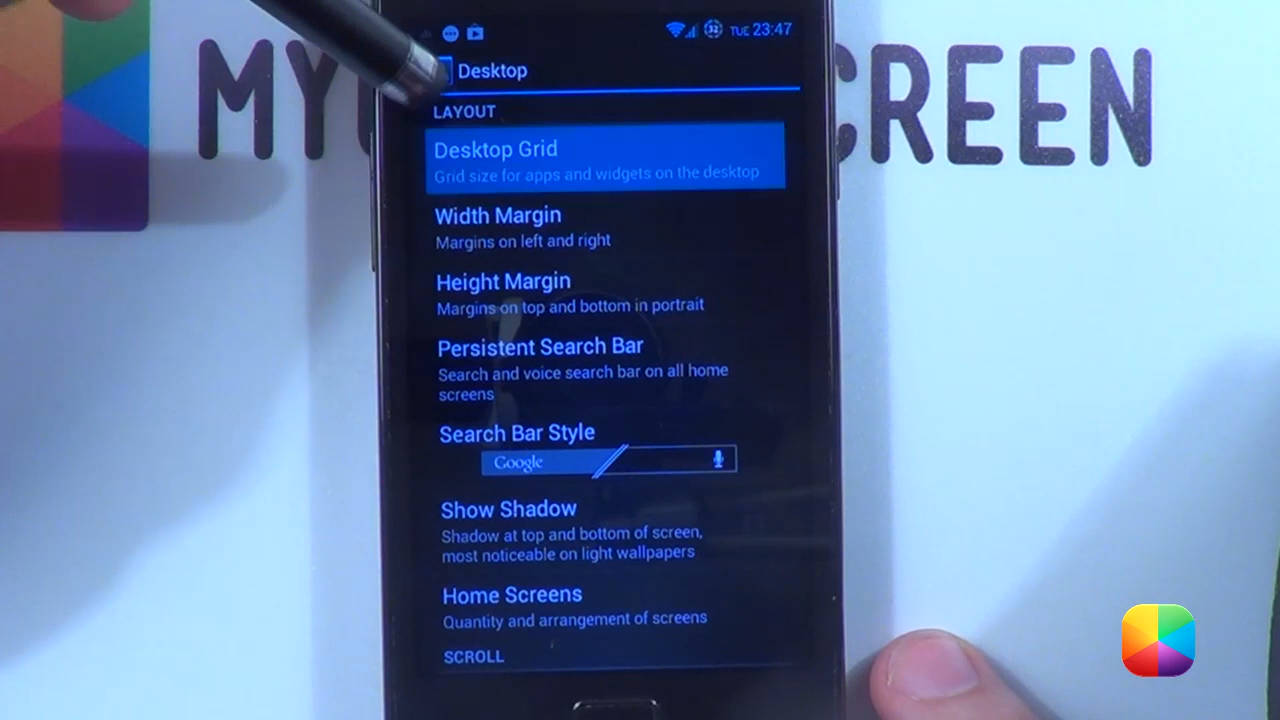 MY
CREEN
TUE 23:47
Desktop
LAYOUT
Desktop Grid
Grid size for apps and widgets on the desktop
Width Margin
Margins on left and right
Height Margin
Margins on top and bottom in portrait
Persistent Search Bar
Search and voice search bar on all home
screens
Search Bar Style
Google
Show Shadow
Shadow at top and bottom of screen,
most noticeable on light wallpapers
Home Screens
Quantity and arrangement of screens
SCROLL